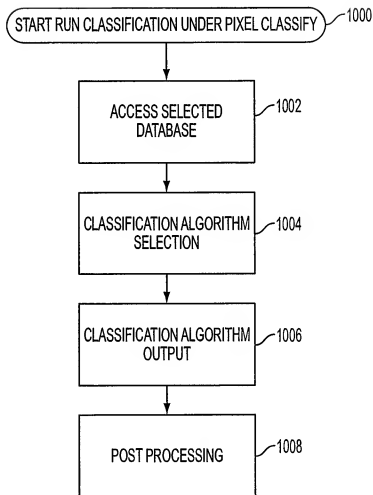 START RUN CLASSIFICATION UNDER PIXEL CLASSIFY
1000
ACCESS SELECTED
DATABASE
1002
CLASSIFICATION ALGORITHM
SELECTION
1004
CLASSIFICATION ALGORITHM
OUTPUT
1006
POST PROCESSING
1008